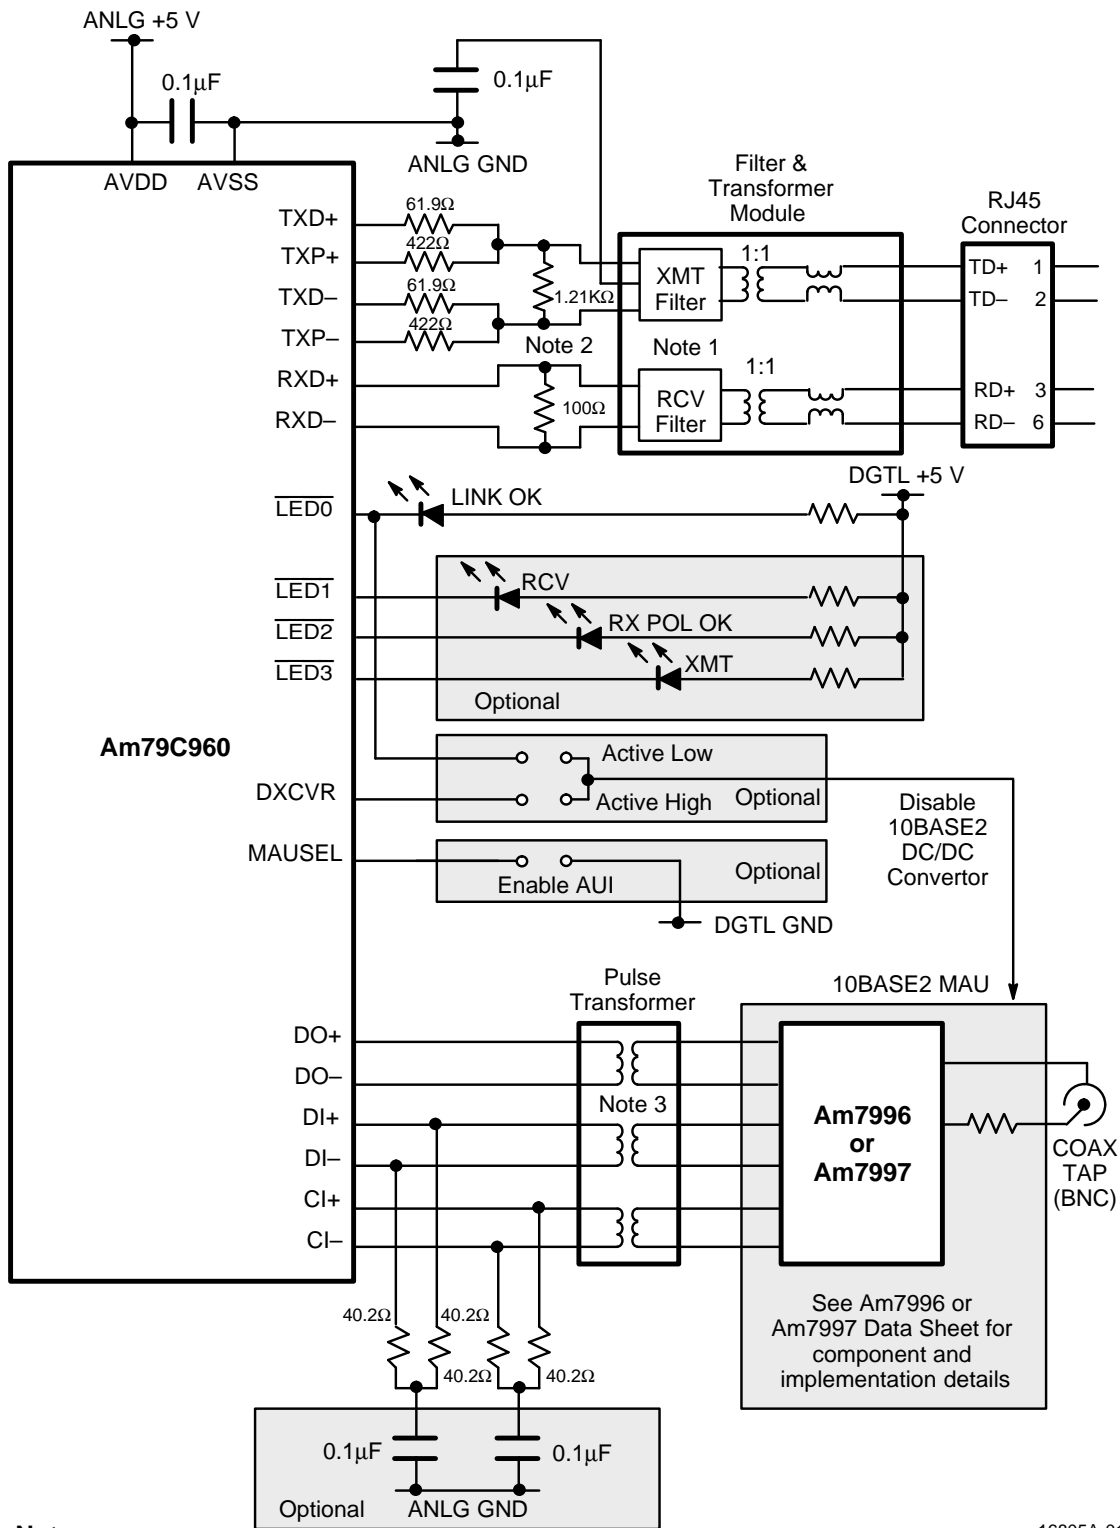 ANLG +5 V
0.1µF
0.1µF
ANLG GND
AVDD AVSS
Filter &
Transformer
Module
RJ45
Connector
TXD+
61.9Ω
TXP+
422Ω
TXD–
61.9Ω
TXP–
422Ω
1.21KΩ
XMT
Filter
1:1
TD+ 1
TD– 2
Note 2
Note 1
RXD+
RXD–
100Ω
RCV
Filter
1:1
RD+ 3
RD– 6
DGTL +5 V
LED0
LINK OK
LED1
RCV
LED2
RX POL OK
LED3
XMT
Optional
Am79C960
Active Low
DXCVR
Active High
Optional
Disable
10BASE2
DC/DC
Convertor
MAUSEL
Enable AUI
Optional
DGTL GND
Pulse
Transformer
10BASE2 MAU
DO+
DO–
DI+
DI–
CI+
CI–
Note 3
Am7996
or
Am7997
COAX
TAP
(BNC)
40.2Ω
40.2Ω
40.2Ω
40.2Ω
See Am7996 or
Am7997 Data Sheet for
component and
implementation details
0.1µF
0.1µF
Optional
ANLG GND